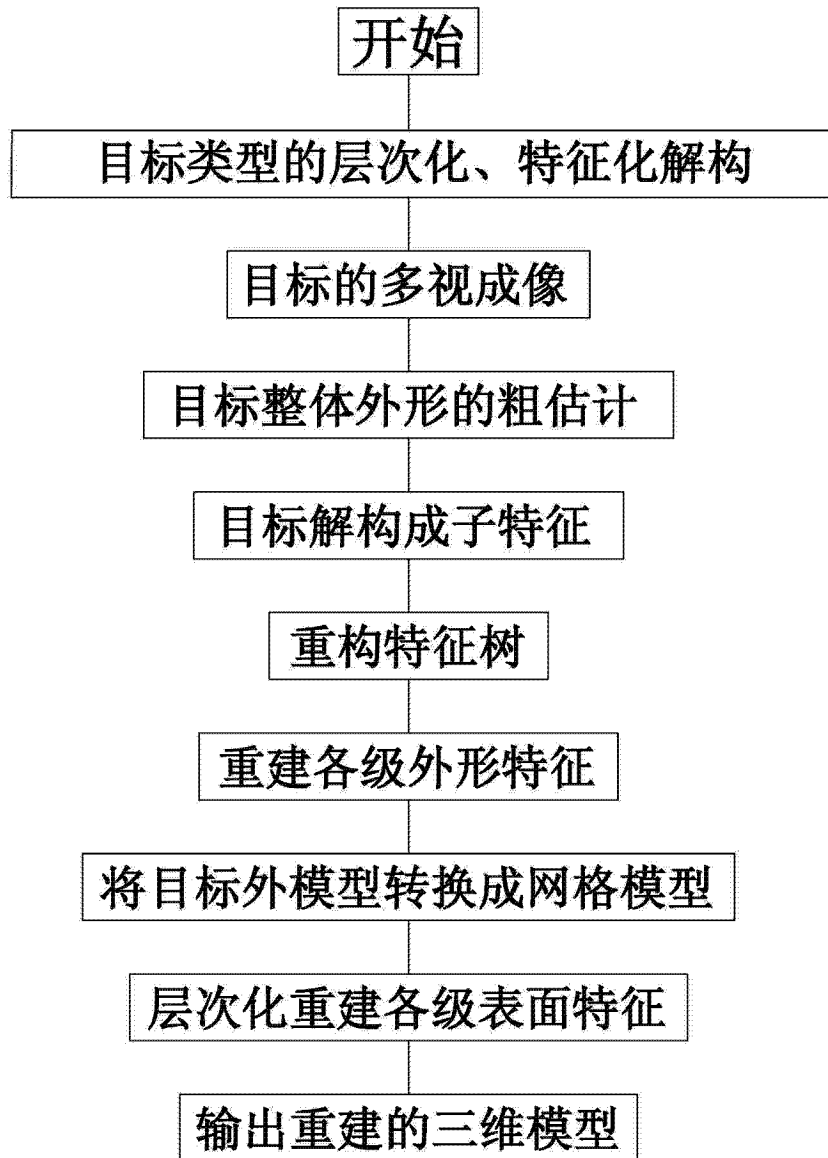 开始
目标类型的层次化、特征化解构
目标的多视成像
目标整体外形的粗估计
目标解构成子特征
重构特征树
重建各级外形特征
将目标外模型转换成网格模型
层次化重建各级表面特征
输出重建的三维模型